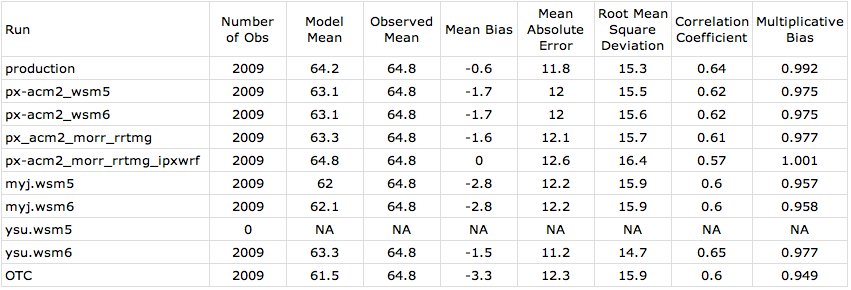 Run Number of Obs Model Mean Observed Mean Mean Bias Mean Absolute Error Root Mean Square Deviation Correlation Coefficient Multiplicative Bias
production 2009 64.2 64.8 -0.6 11.8 15.3 0.64 0.992
px-acm2_wsm5 2009 63.1 64.8 -1.7 12 15.5 0.62 0.975
px-acm2_wsm6 2009 63.1 64.8 -1.7 12 15.6 0.62 0.975
px_acm2_morr_rrtmg 2009 63.3 64.8 -1.6 12.1 15.7 0.61 0.977
px-acm2_morr_rrtmg_ipxwrf 2009 64.8 64.8 0 12.6 16.4 0.57 1.001
myj.wsm5 2009 62 64.8 -2.8 12.2 15.9 0.6 0.957
myj.wsm6 2009 62.1 64.8 -2.8 12.2 15.9 0.6 0.958
ysu.wsm5 0 NA NA NA NA NA NA NA
ysu.wsm6 2009 63.3 64.8 -1.5 11.2 14.7 0.65 0.977
OTC 2009 61.5 64.8 -3.3 12.3 15.9 0.6 0.949